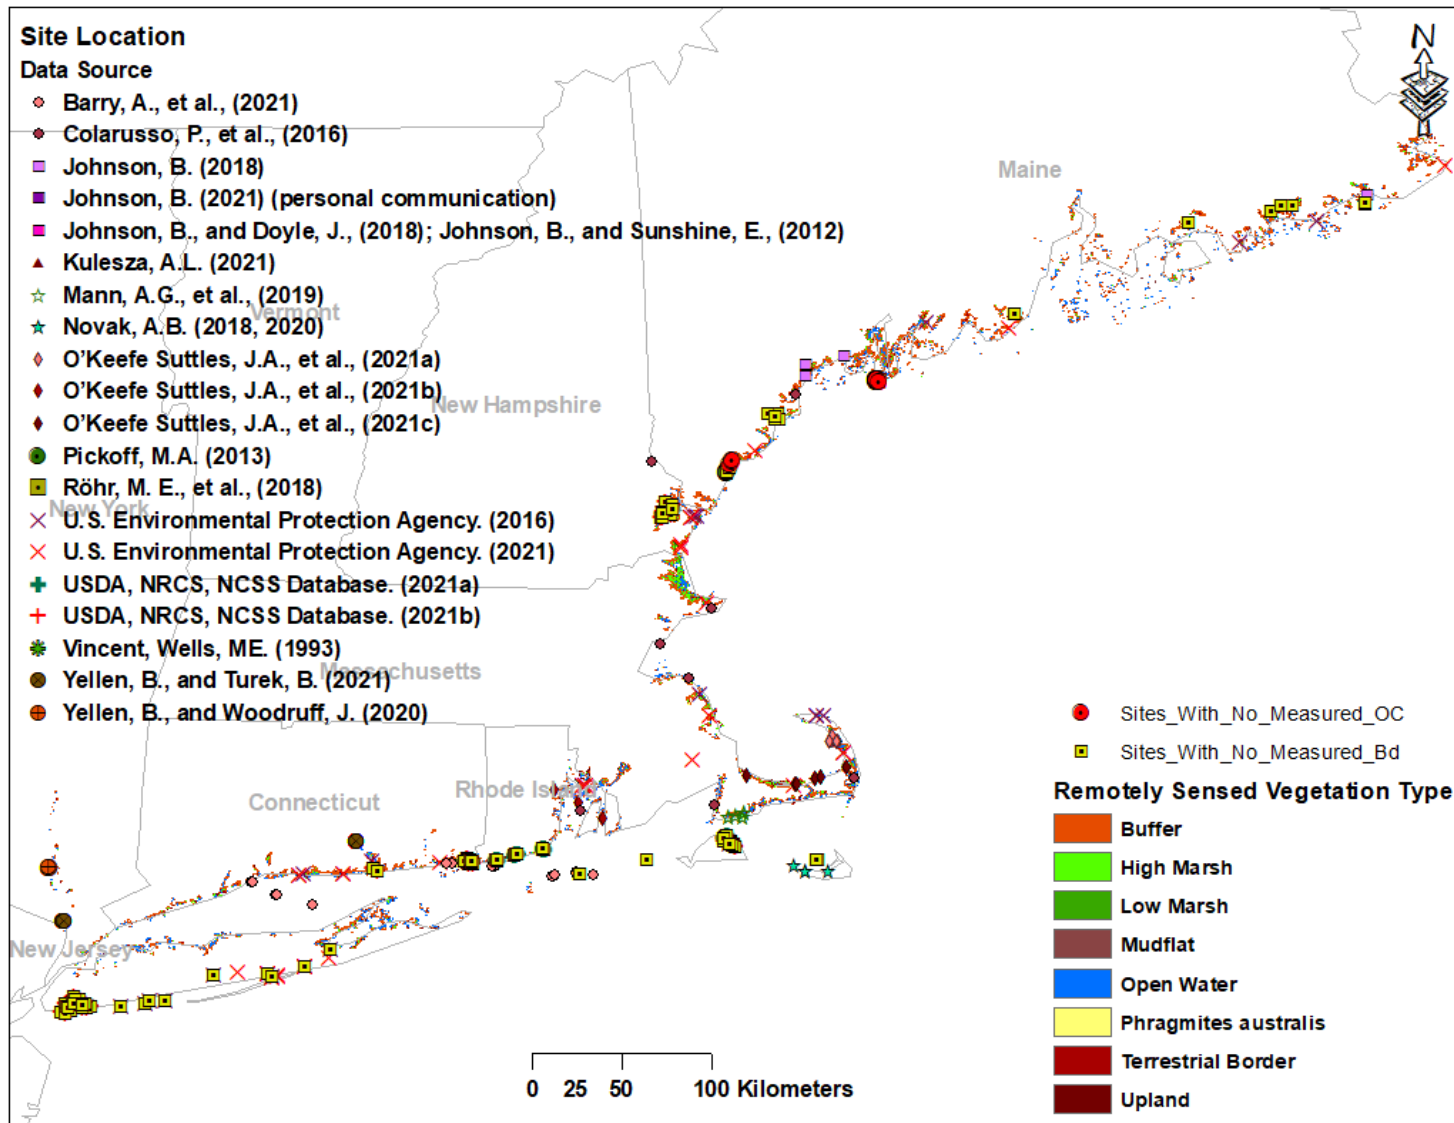 Site Location
Data Source
Barry, A., et al., (2021)
Colarusso, P., et al., (2016)
Johnson, B. (2018)
Johnson, B. (2021) (personal communication)
Johnson, B., and Doyle, J., (2018); Johnson, B., and Sunshine, E., (2012)
Kulesza, A.L. (2021)
Mann, A.G., et al., (2019)
Novak, A.B. (2018, 2020)
O'Keefe Suttles, J.A., et al., (2021a)
O'Keefe Suttles, J.A., et al., (2021b)
O'Keefe Suttles, J.A., et al., (2021c)
Pickoff, M.A. (2013)
Röhr, M. E., et al., (2018)
U.S. Environmental Protection Agency. (2016)
U.S. Environmental Protection Agency. (2021)
USDA, NRCS, NCSS Database. (2021a)
USDA, NRCS, NCSS Database. (2021b)
Vincent, Wells, ME. (1993)
Yellen, B., and Turek, B. (2021)
Yellen, B., and Woodruff, J. (2020)
N
Maine
Vermont
New Hampshire
New York
Massachusetts
Connecticut
Rhode Island
New Jersey
Sites_With_No_Measured_OC
Sites_With_No_Measured_Bd
Remotely Sensed Vegetation Type
Buffer
High Marsh
Low Marsh
Mudflat
Open Water
Phragmites australis
Terrestrial Border
Upland
0 25 50 100 Kilometers